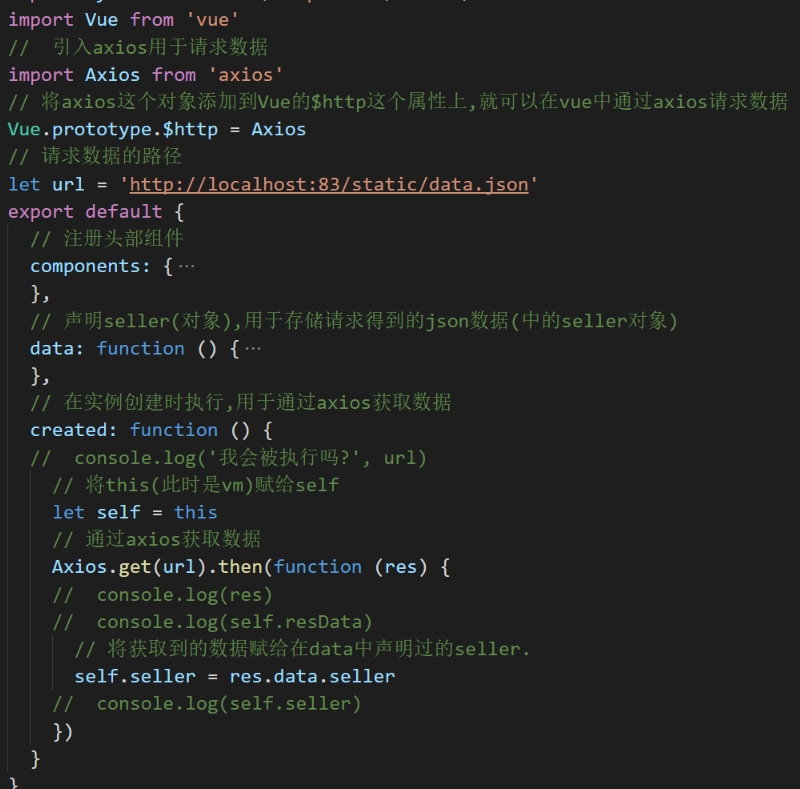 import Vue from 'vue'
//  引入axios用于请求数据
import Axios from 'axios'
// 将axios这个对象添加到Vue的$http这个属性上,就可以在vue中通过axios请求数据
Vue.prototype.$http = Axios
// 请求数据的路径
let url = 'http://localhost:83/static/data.json'
export default {
  // 注册头部组件
  components: {···
  },
  // 声明seller(对象),用于存储请求得到的json数据(中的seller对象)
  data: function () {···
  },
  // 在实例创建时执行,用于通过axios获取数据
  created: function () {
  //  console.log('我会被执行吗?', url)
    // 将this(此时是vm)赋给self
    let self = this
    // 通过axios获取数据
    Axios.get(url).then(function (res) {
    //  console.log(res)
    //  console.log(self.resData)
      // 将获取到的数据赋给在data中声明过的seller.
      self.seller = res.data.seller
    //  console.log(self.seller)
    })
  }
}